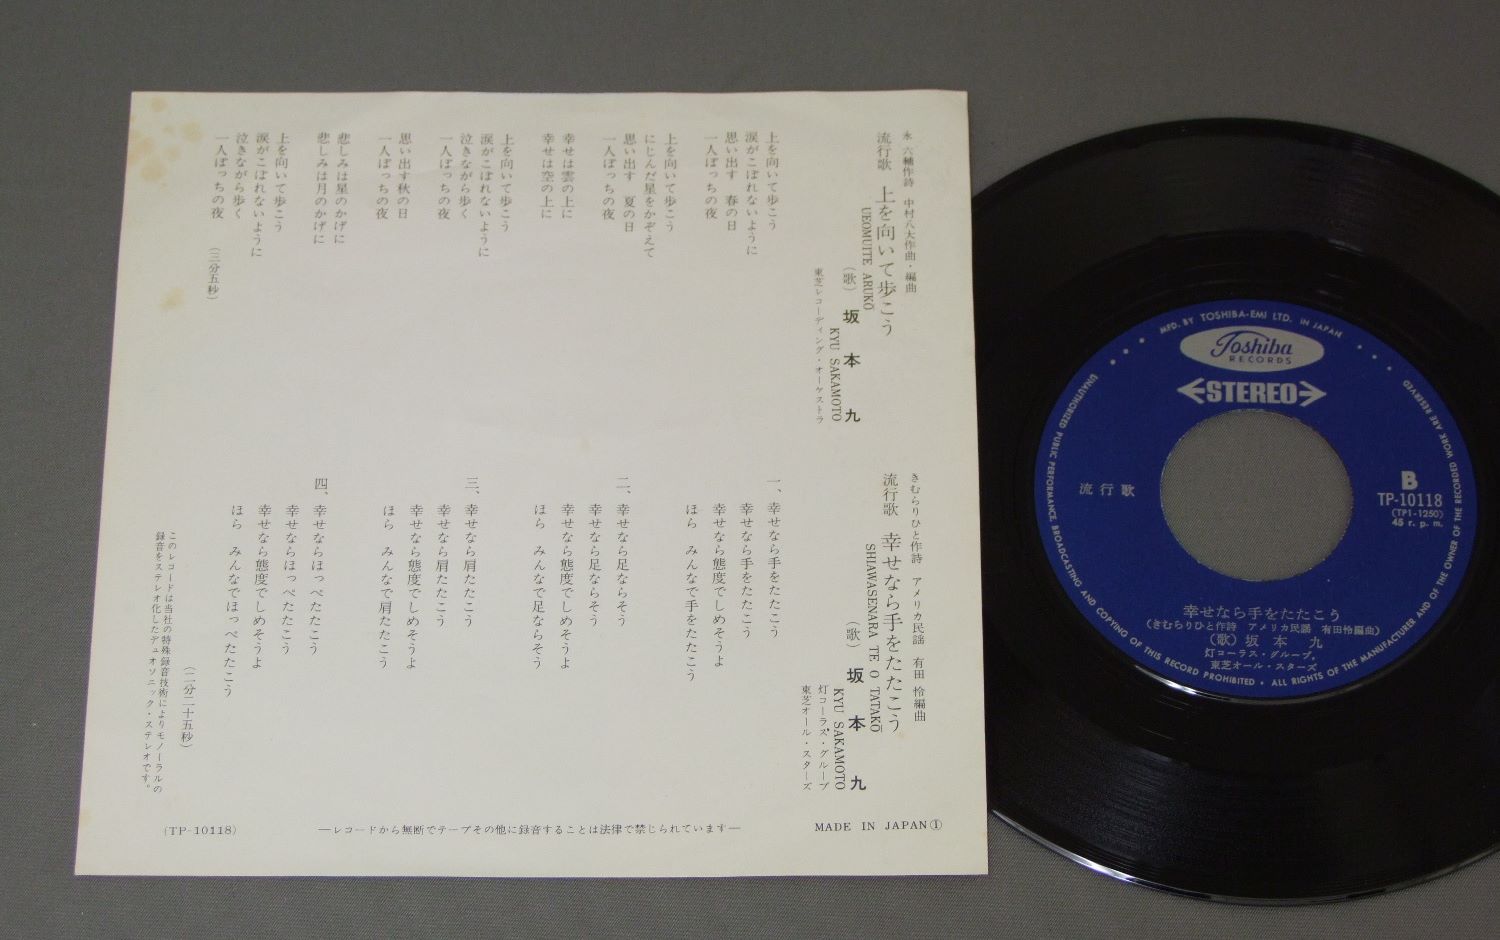 永 六輔作詩 中村八大作曲・編曲
流行歌 上を向いて歩こう
UEOMUITE ARUKŌ
(歌) 坂本九
KYU SAKAMOTO
東芝レコーディング・オーケストラ
上を向いて歩こう
涙がこぼれないように
思い出す 春の日
一人ぼっちの夜
上を向いて歩こう
にじんだ星をかぞえて
思い出す 夏の日
一人ぼっちの夜
幸せは雲の上に
幸せは空の上に
上を向いて歩こう
涙がこぼれないように
泣きながら歩く
一人ぼっちの夜
思い出す秋の日
一人ぼっちの夜
悲しみは星のかげに
悲しみは月のかげに
上を向いて歩こう
涙がこぼれないように
泣きながら歩く
一人ぼっちの夜
(三分五秒)
きむらりひと作詩 アメリカ民謡 有田 怜編曲
流行歌 幸せなら手をたたこう
SHIAWASENARA TE O TATAKŌ
(歌) 坂本九
KYU SAKAMOTO
灯コーラス・グループ
東芝オール・スターズ
一、幸せなら手をたたこう
幸せなら手をたたこう
幸せなら態度でしめそうよ
ほら みんなで手をたたこう
二、幸せなら足ならそう
幸せなら足ならそう
幸せなら態度でしめそうよ
ほら みんなで足ならそう
三、幸せなら肩たたこう
幸せなら肩たたこう
幸せなら態度でしめそうよ
ほら みんなで肩たたこう
四、幸せならほっぺたたこう
幸せならほっぺたたこう
幸せなら態度でしめそうよ
ほら みんなでほっぺたたこう
(二分二十五秒)
このレコードは当社の特殊録音技術によりモノーラルの
録音をステレオ化したデュオソニック・ステレオです。
(TP-10118)
―レコードから無断でテープその他に録音することは法律で禁じられています―
MADE IN JAPAN①
MFD. BY TOSHIBA-EMI LTD. IN JAPAN
Toshiba
RECORDS
STEREO
流行歌
B
TP-10118
(TP1-1250)
45 r. p. m.
幸せなら手をたたこう
(きむらりひと作詩 アメリカ民謡 有田怜編曲)
(歌) 坂本九
灯コーラス・グループ,
東芝オール・スターズ
UNAUTHORIZED PUBLIC PERFORMANCE, BROADCASTING AND COPYING OF THIS RECORD PROHIBITED • ALL RIGHTS OF THE MANUFACTURER AND OF THE OWNER OF THE RECORDED WORK ARE RESERVED